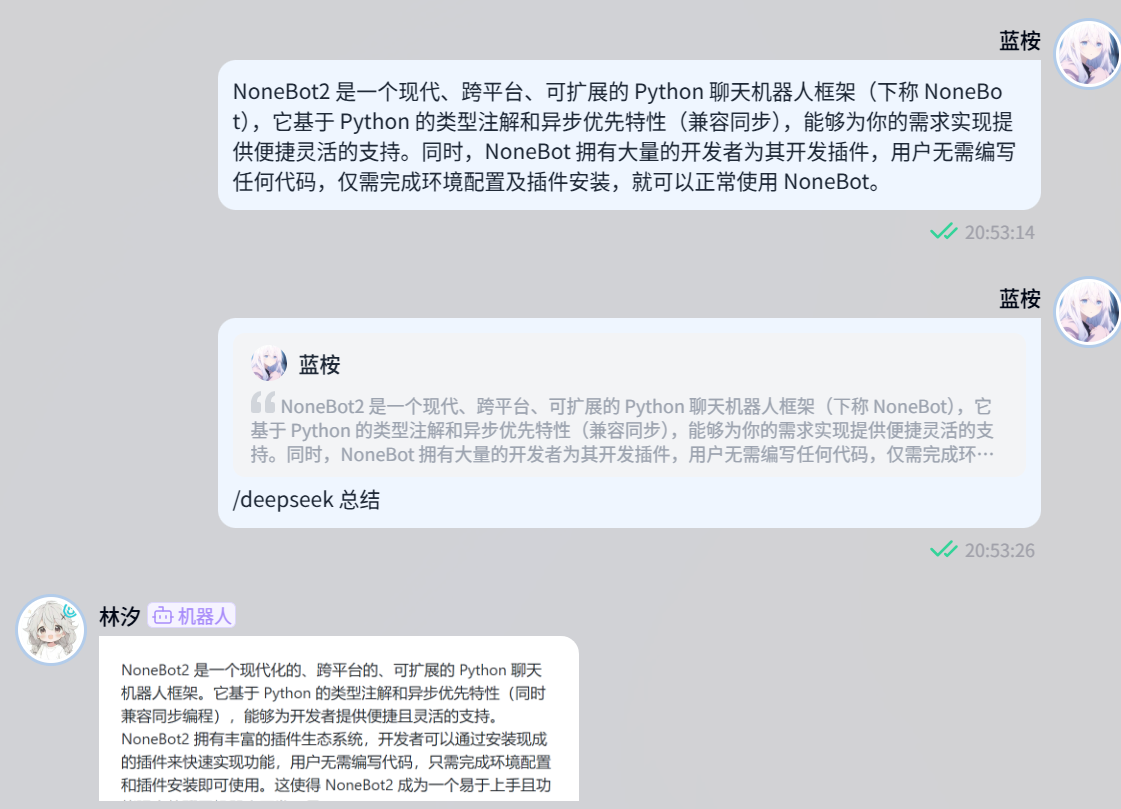 蓝桉
NoneBot2 是一个现代、跨平台、可扩展的 Python 聊天机器人框架（下称 NoneBo
t），它基于 Python 的类型注解和异步优先特性（兼容同步），能够为你的需求实现提
供便捷灵活的支持。同时，NoneBot 拥有大量的开发者为其开发插件，用户无需编写
任何代码，仅需完成环境配置及插件安装，就可以正常使用 NoneBot。
20:53:14
蓝桉
蓝桉
NoneBot2 是一个现代、跨平台、可扩展的 Python 聊天机器人框架（下称 NoneBot），它
基于 Python 的类型注解和异步优先特性（兼容同步），能够为你的需求实现提供便捷灵活的支
持。同时，NoneBot 拥有大量的开发者为其开发插件，用户无需编写任何代码，仅需完成环…
/deepseek 总结
20:53:26
林汐 机器人
NoneBot2 是一个现代化的、跨平台的、可扩展的 Python 聊天
机器人框架。它基于 Python 的类型注解和异步优先特性（同时
兼容同步编程），能够为开发者提供便捷且灵活的支持。
NoneBot2 拥有丰富的插件生态系统，开发者可以通过安装现成
的插件来快速实现功能，用户无需编写代码，只需完成环境配置
和插件安装即可使用。这使得 NoneBot2 成为一个易于上手且功